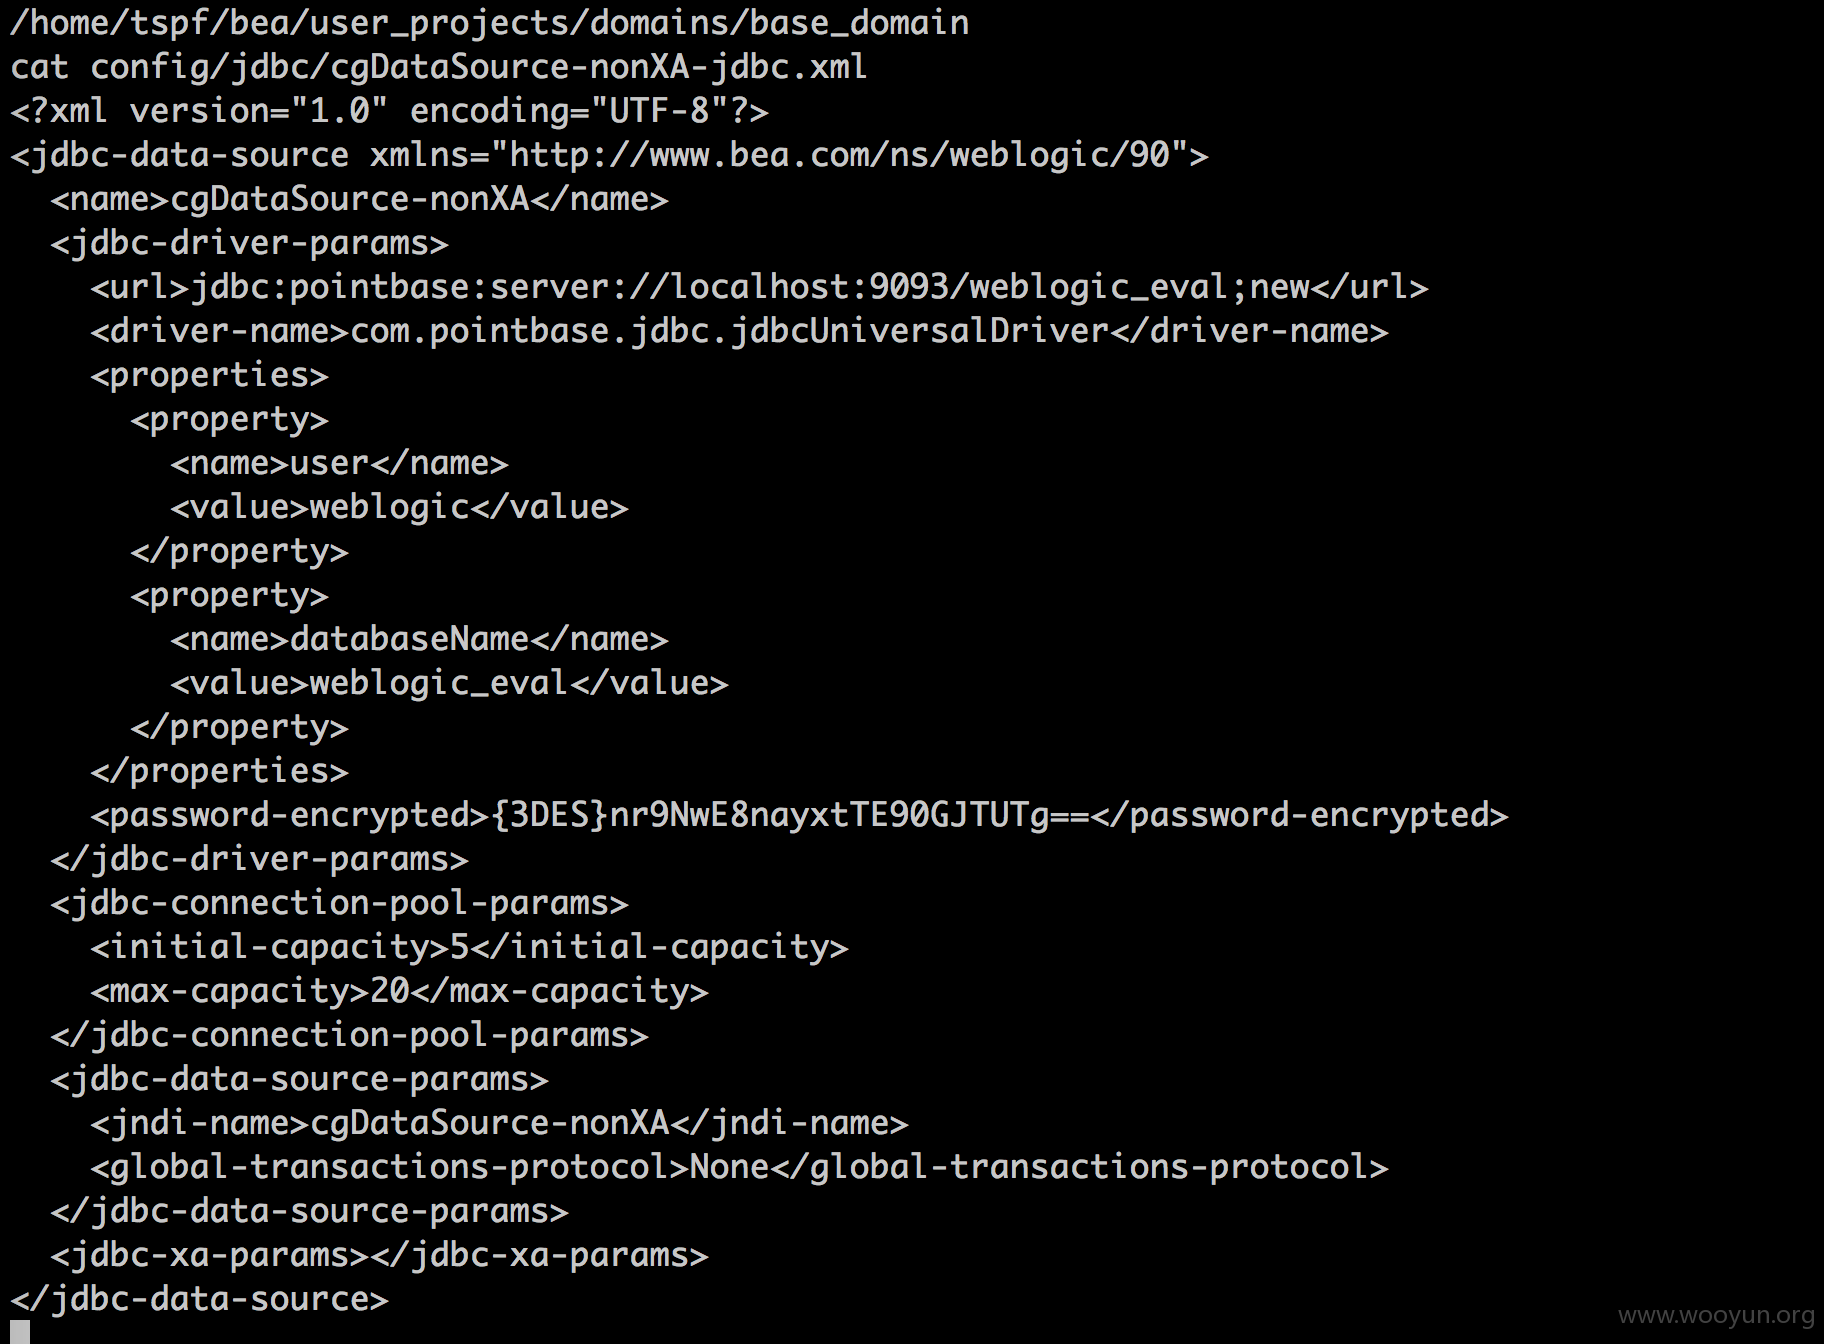 /home/tspf/bea/user_projects/domains/base_domain
cat config/jdbc/cgDataSource-nonXA-jdbc.xml
<?xml version="1.0" encoding="UTF-8"?>
<jdbc-data-source xmlns="http://www.bea.com/ns/weblogic/90">
  <name>cgDataSource-nonXA</name>
  <jdbc-driver-params>
    <url>jdbc:pointbase:server://localhost:9093/weblogic_eval;new</url>
    <driver-name>com.pointbase.jdbc.jdbcUniversalDriver</driver-name>
    <properties>
      <property>
        <name>user</name>
        <value>weblogic</value>
      </property>
      <property>
        <name>databaseName</name>
        <value>weblogic_eval</value>
      </property>
    </properties>
    <password-encrypted>{3DES}nr9NwE8nayxtTE90GJTUTg==</password-encrypted>
  </jdbc-driver-params>
  <jdbc-connection-pool-params>
    <initial-capacity>5</initial-capacity>
    <max-capacity>20</max-capacity>
  </jdbc-connection-pool-params>
  <jdbc-data-source-params>
    <jndi-name>cgDataSource-nonXA</jndi-name>
    <global-transactions-protocol>None</global-transactions-protocol>
  </jdbc-data-source-params>
  <jdbc-xa-params></jdbc-xa-params>
</jdbc-data-source>
www.wooyun.org